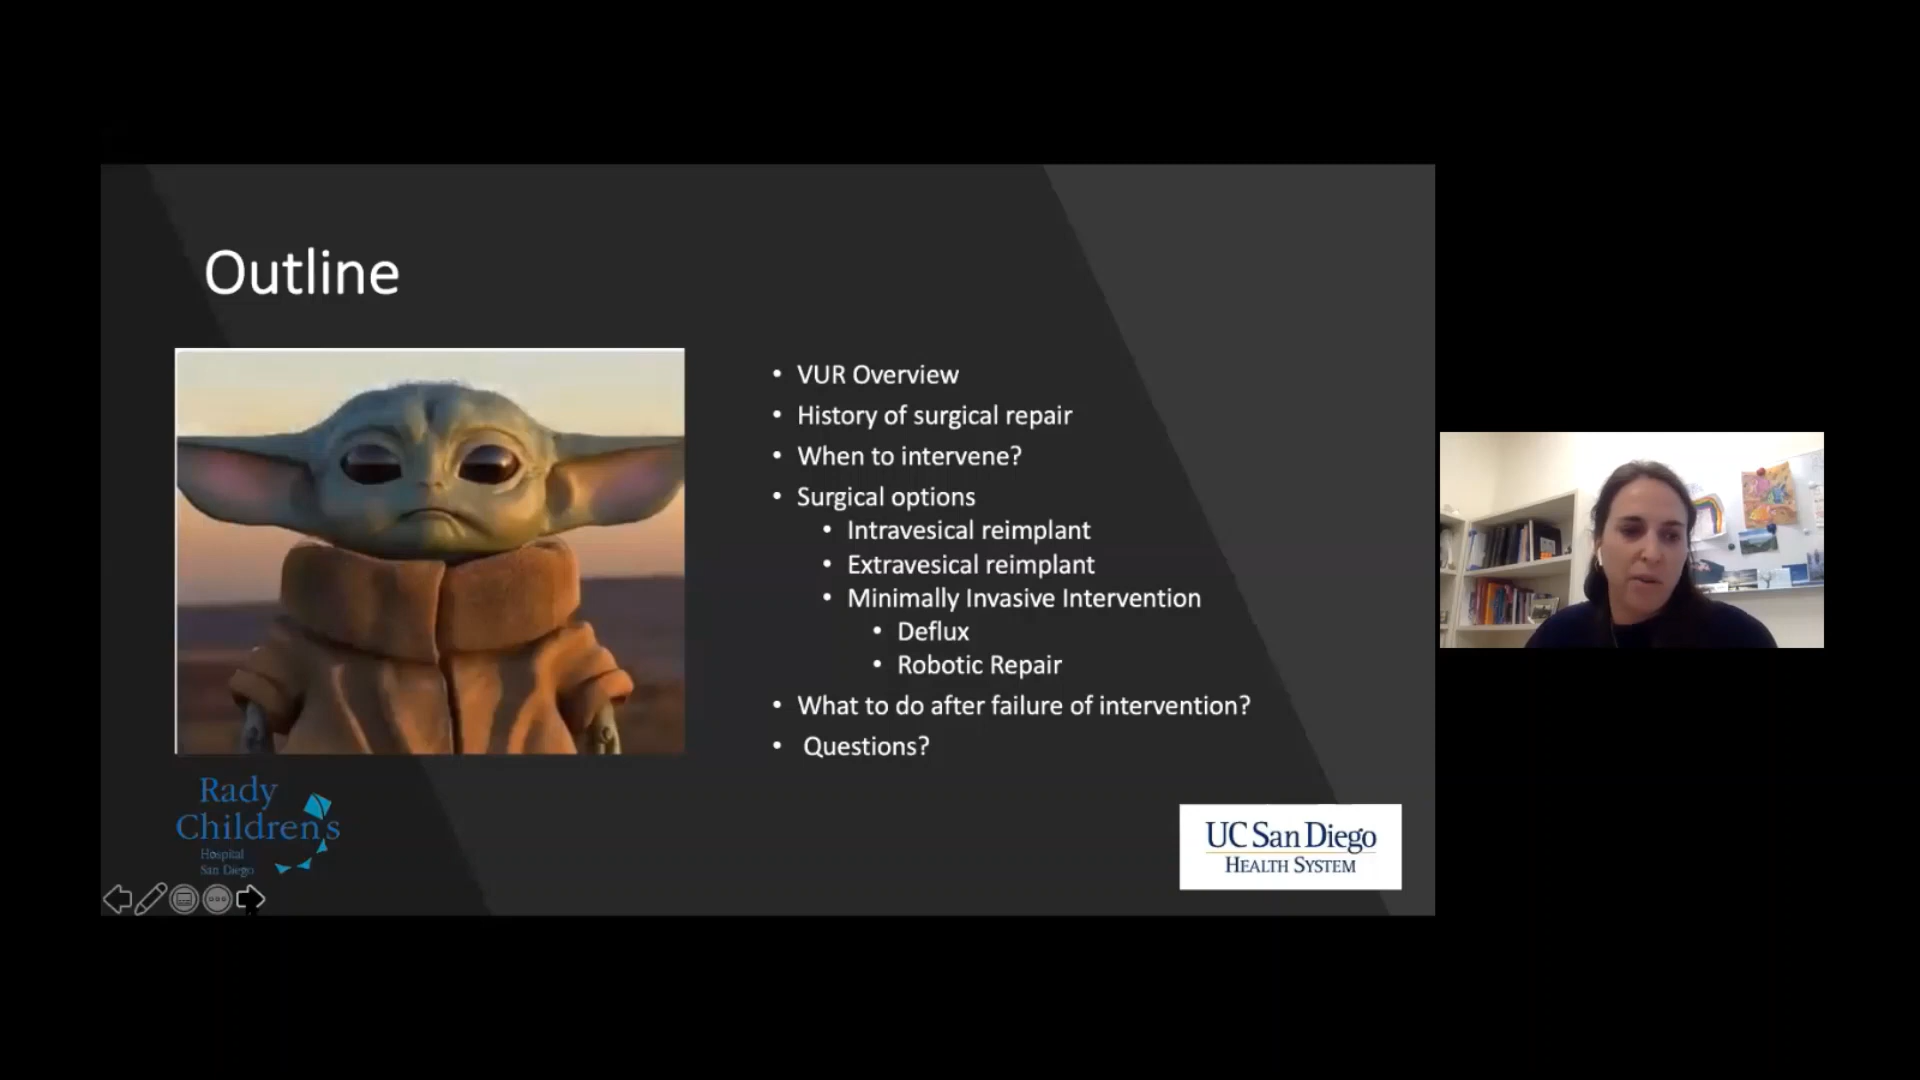 Outline
• VUR Overview
• History of surgical repair
• When to intervene?
• Surgical options
• Intravesical reimplant
• Extravesical reimplant
• Minimally Invasive Intervention
• Deflux
• Robotic Repair
• What to do after failure of intervention?
• Questions?
Rady
Children's
Hospital
San Diego
UC San Diego
HEALTH SYSTEM